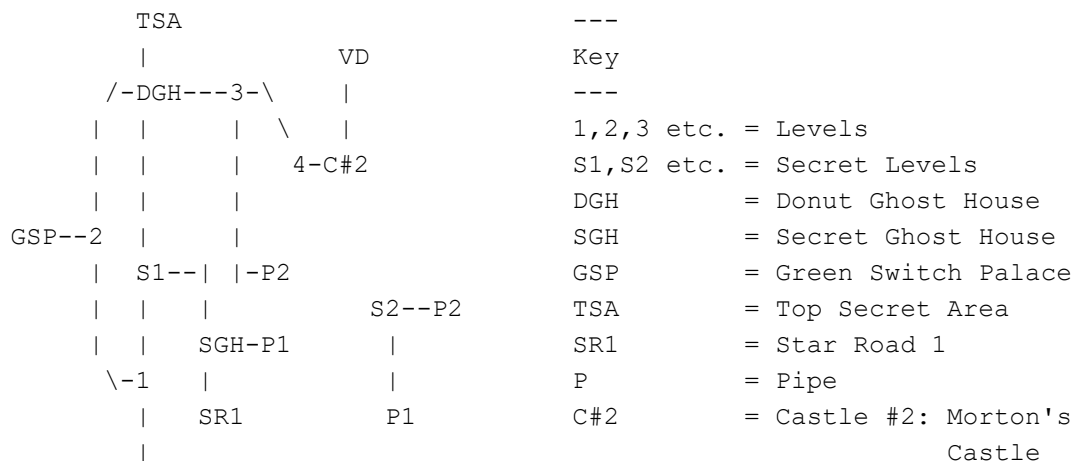 TSA                          ---
        |            VD              Key
      /-DGH---3-\    |               ---
     | |      |  \   |               1,2,3 etc. = Levels
     | |      |   4-C#2              S1,S2 etc. = Secret Levels
     | |      |                      DGH        = Donut Ghost House
GSP--2 |      |                      SGH        = Secret Ghost House
     | S1--| |-P2                    GSP        = Green Switch Palace
     | |   |          S2--P2         TSA        = Top Secret Area
     | |   SGH-P1      |             SR1        = Star Road 1
      \-1   |          |             P          = Pipe
        |   SR1        P1            C#2        = Castle #2: Morton's
        |                                         Castle